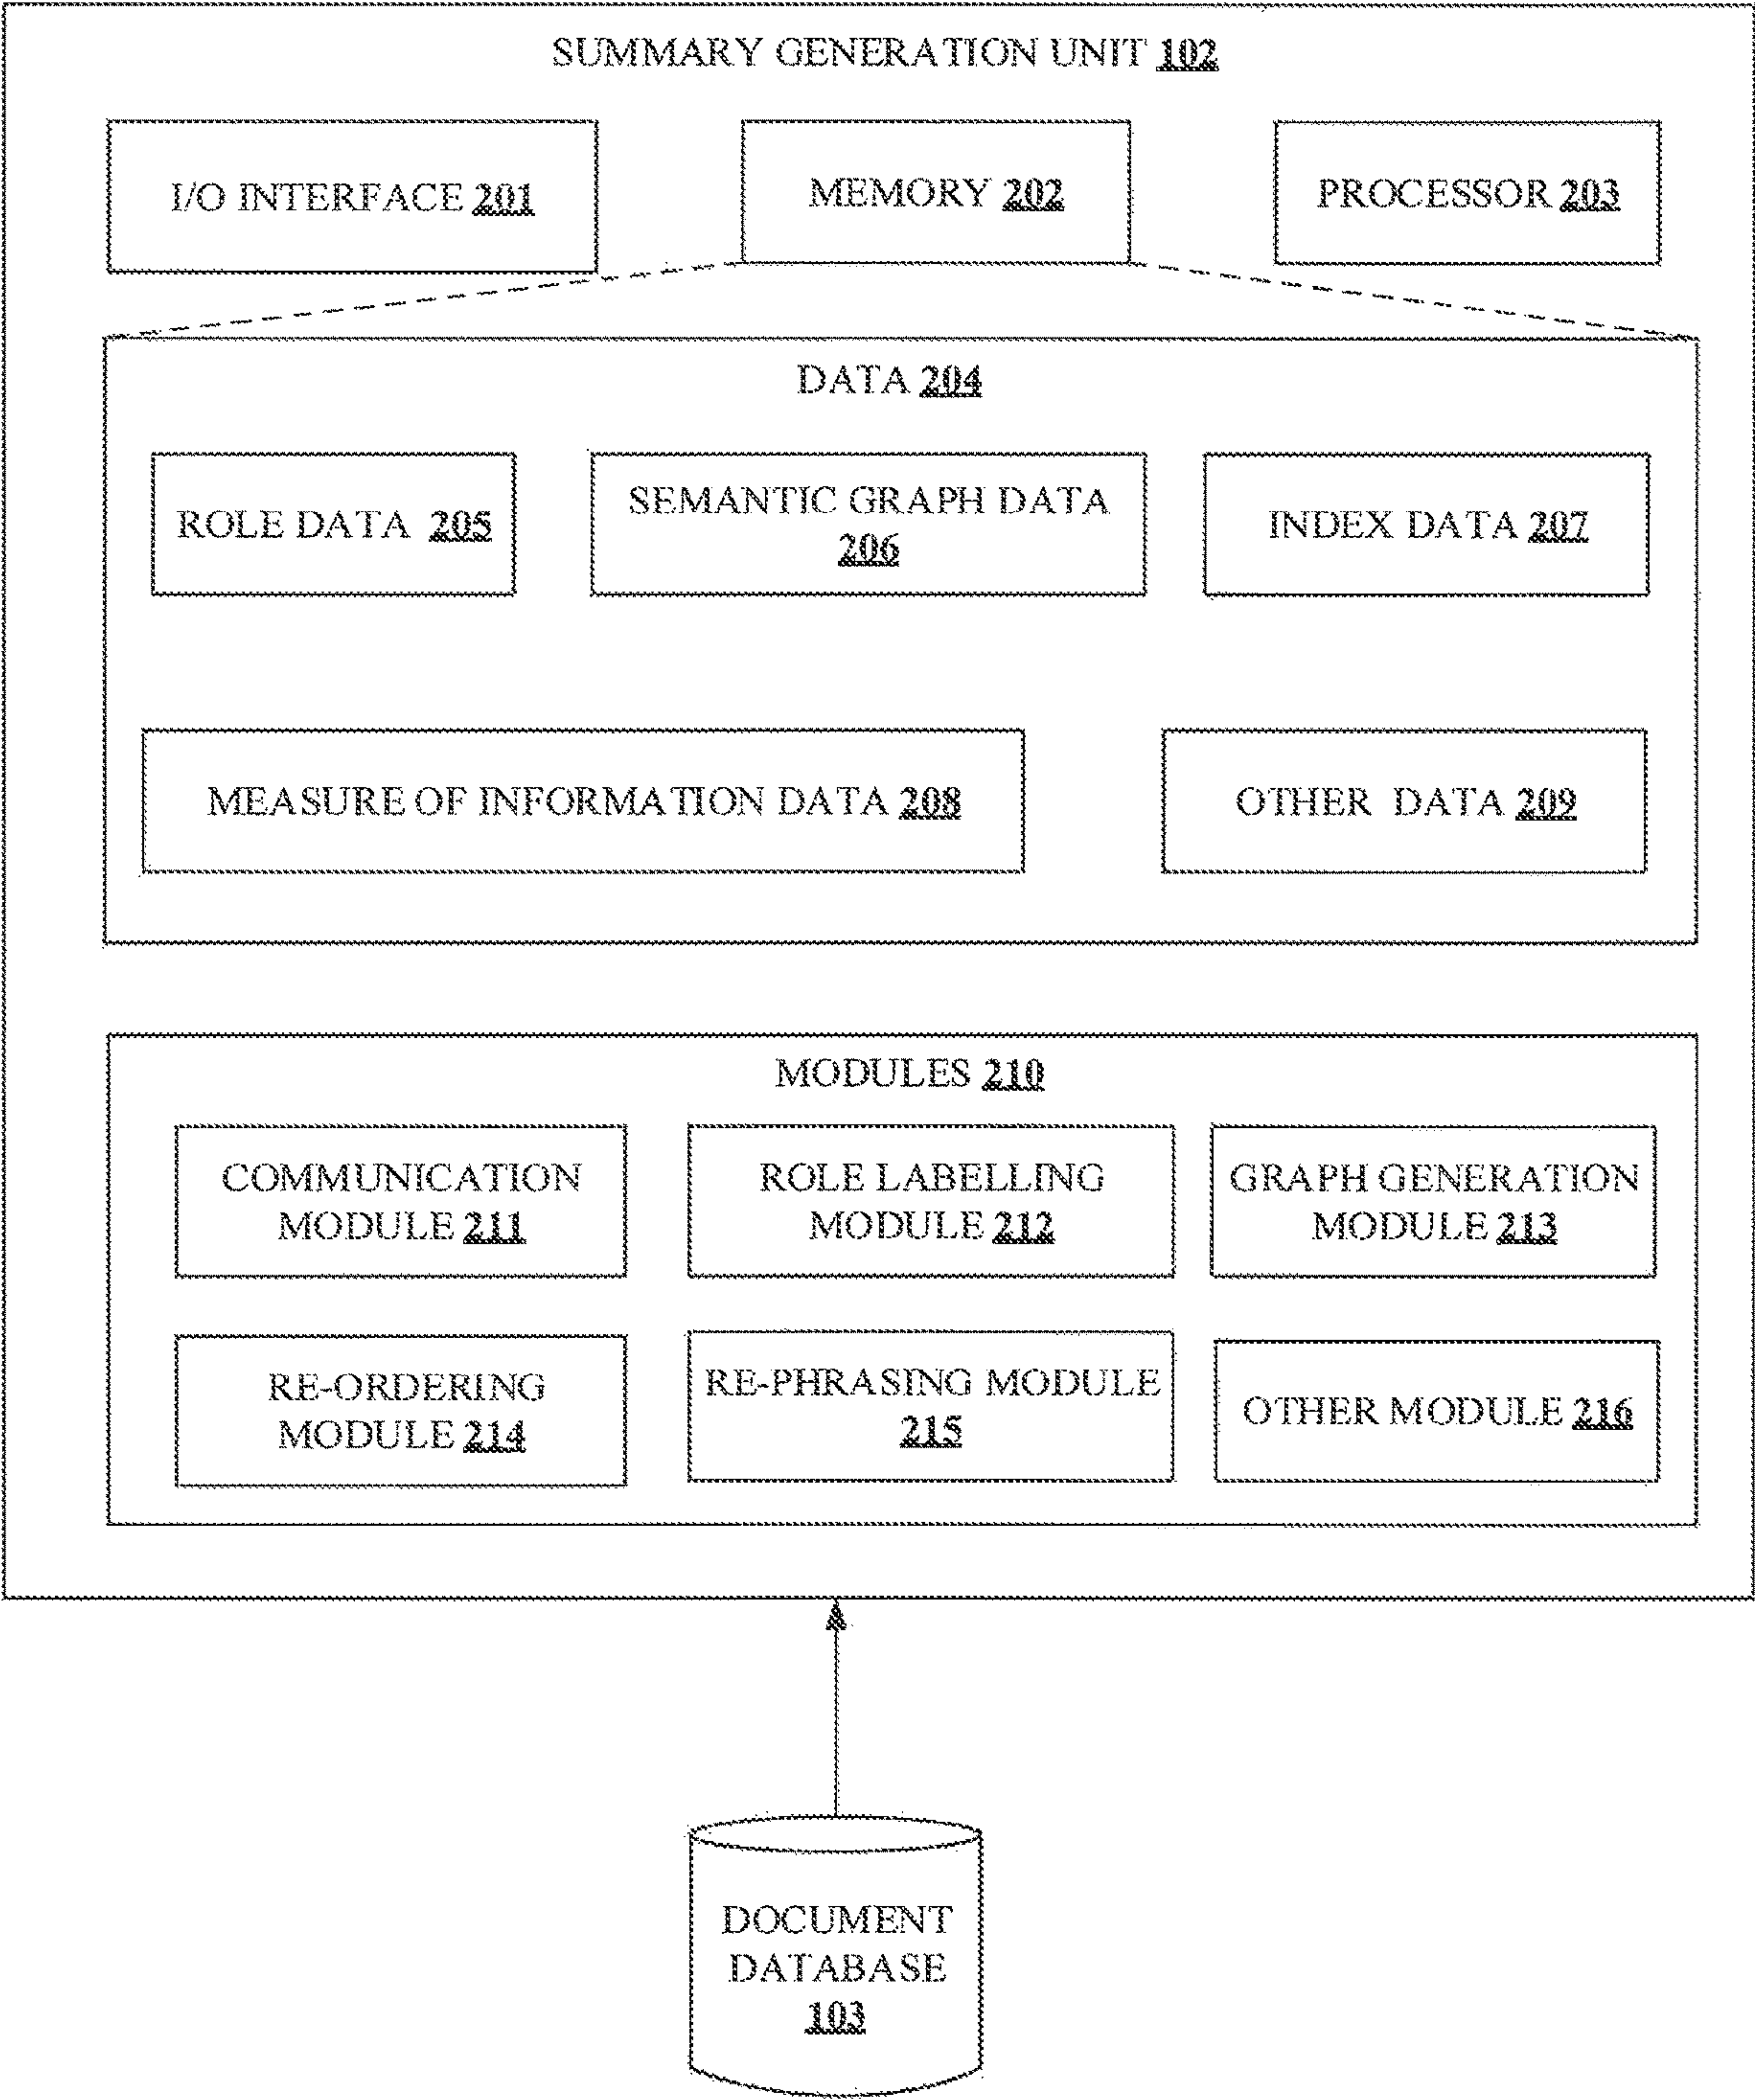 SUMMARY GENERATION UNIT 102
I/O INTERFACE 201
MEMORY 202
PROCESSOR 203
DATA 204
ROLE DATA 205
SEMANTIC GRAPH DATA
206
INDEX DATA 207
MEASURE OF INFORMATION DATA 208
OTHER DATA 209
MODULES 210
COMMUNICATION
MODULE 211
ROLE LABELLING
MODULE 212
GRAPH GENERATION
MODULE 213
RE-ORDERING
MODULE 214
RE-PHRASING MODULE
215
OTHER MODULE 216
DOCUMENT
DATABASE
103